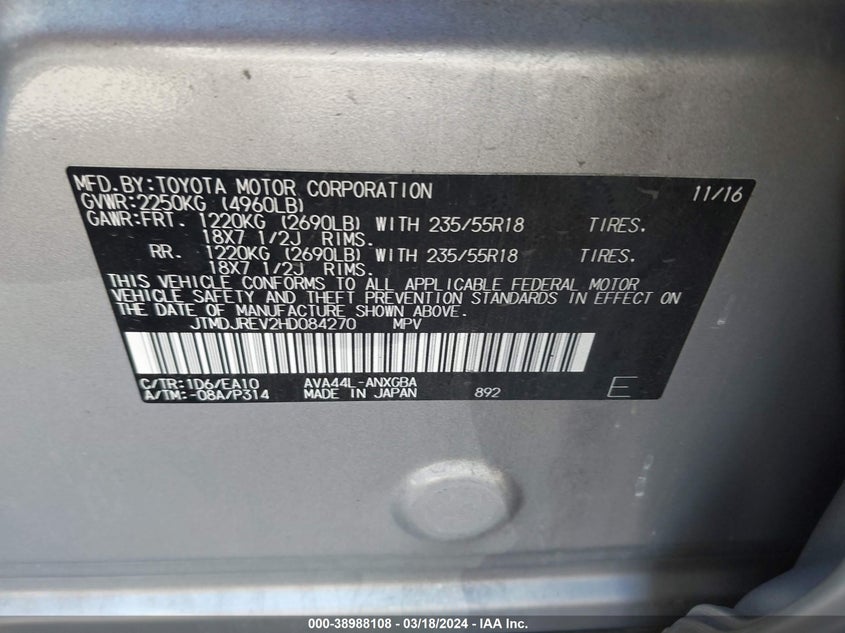 MFD.BY:TOYOTA MOTOR CORPORATION 11/16
GVWR:2250KG (4960LB)
GAWR:FRT. 1220KG (2690LB) WITH 235/55R18 TIRES.
18X7 1/2J RIMS.
RR. 1220KG (2690LB) WITH 235/55R18 TIRES.
18X7 1/2J RIMS.
THIS VEHICLE CONFORMS TO ALL APPLICABLE FEDERAL MOTOR
VEHICLE SAFETY AND THEFT PREVENTION STANDARDS IN EFFECT ON
THE DATE OF MANUFACTURE SHOWN ABOVE.
JTMDJREV2HD084270 MPV
C/TR:1D6/EA10 AVA44L-ANXGBA
A/TM:-08A/P314 MADE IN JAPAN 892 E
000-38988108 - 03/18/2024 - IAA Inc.